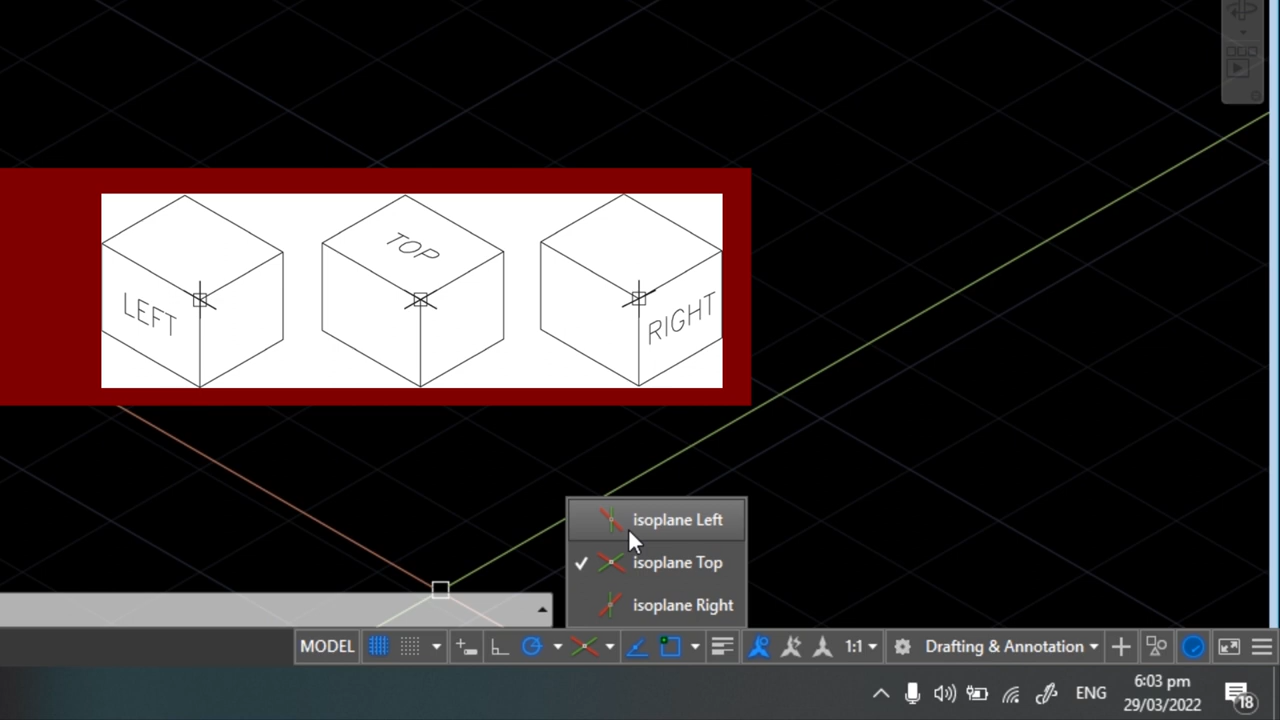 LEFT
TOP
RIGHT
isoplane Left
isoplane Top
isoplane Right
MODEL
1:1
Drafting & Annotation
ENG
6:03 pm
29/03/2022
18